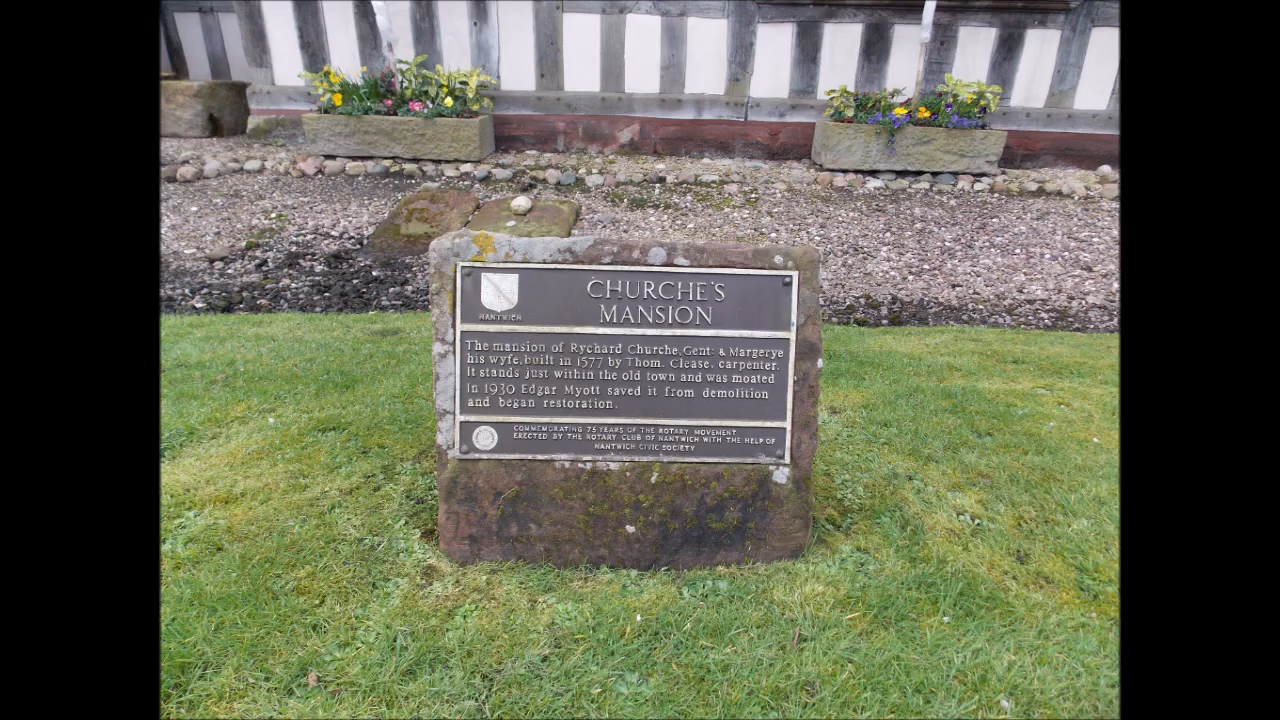 NANTWICH
CHURCHE'S
MANSION
The mansion of Rychard Churche, Gent: & Margerye
his wyfe, built in 1577 by Thom. Clease, carpenter.
It stands just within the old town and was moated
In 1930 Edgar Myott saved it from demolition
and began restoration.
COMMEMORATING 75 YEARS OF THE ROTARY MOVEMENT
ERECTED BY THE ROTARY CLUB OF NANTWICH WITH THE HELP OF
NANTWICH CIVIC SOCIETY